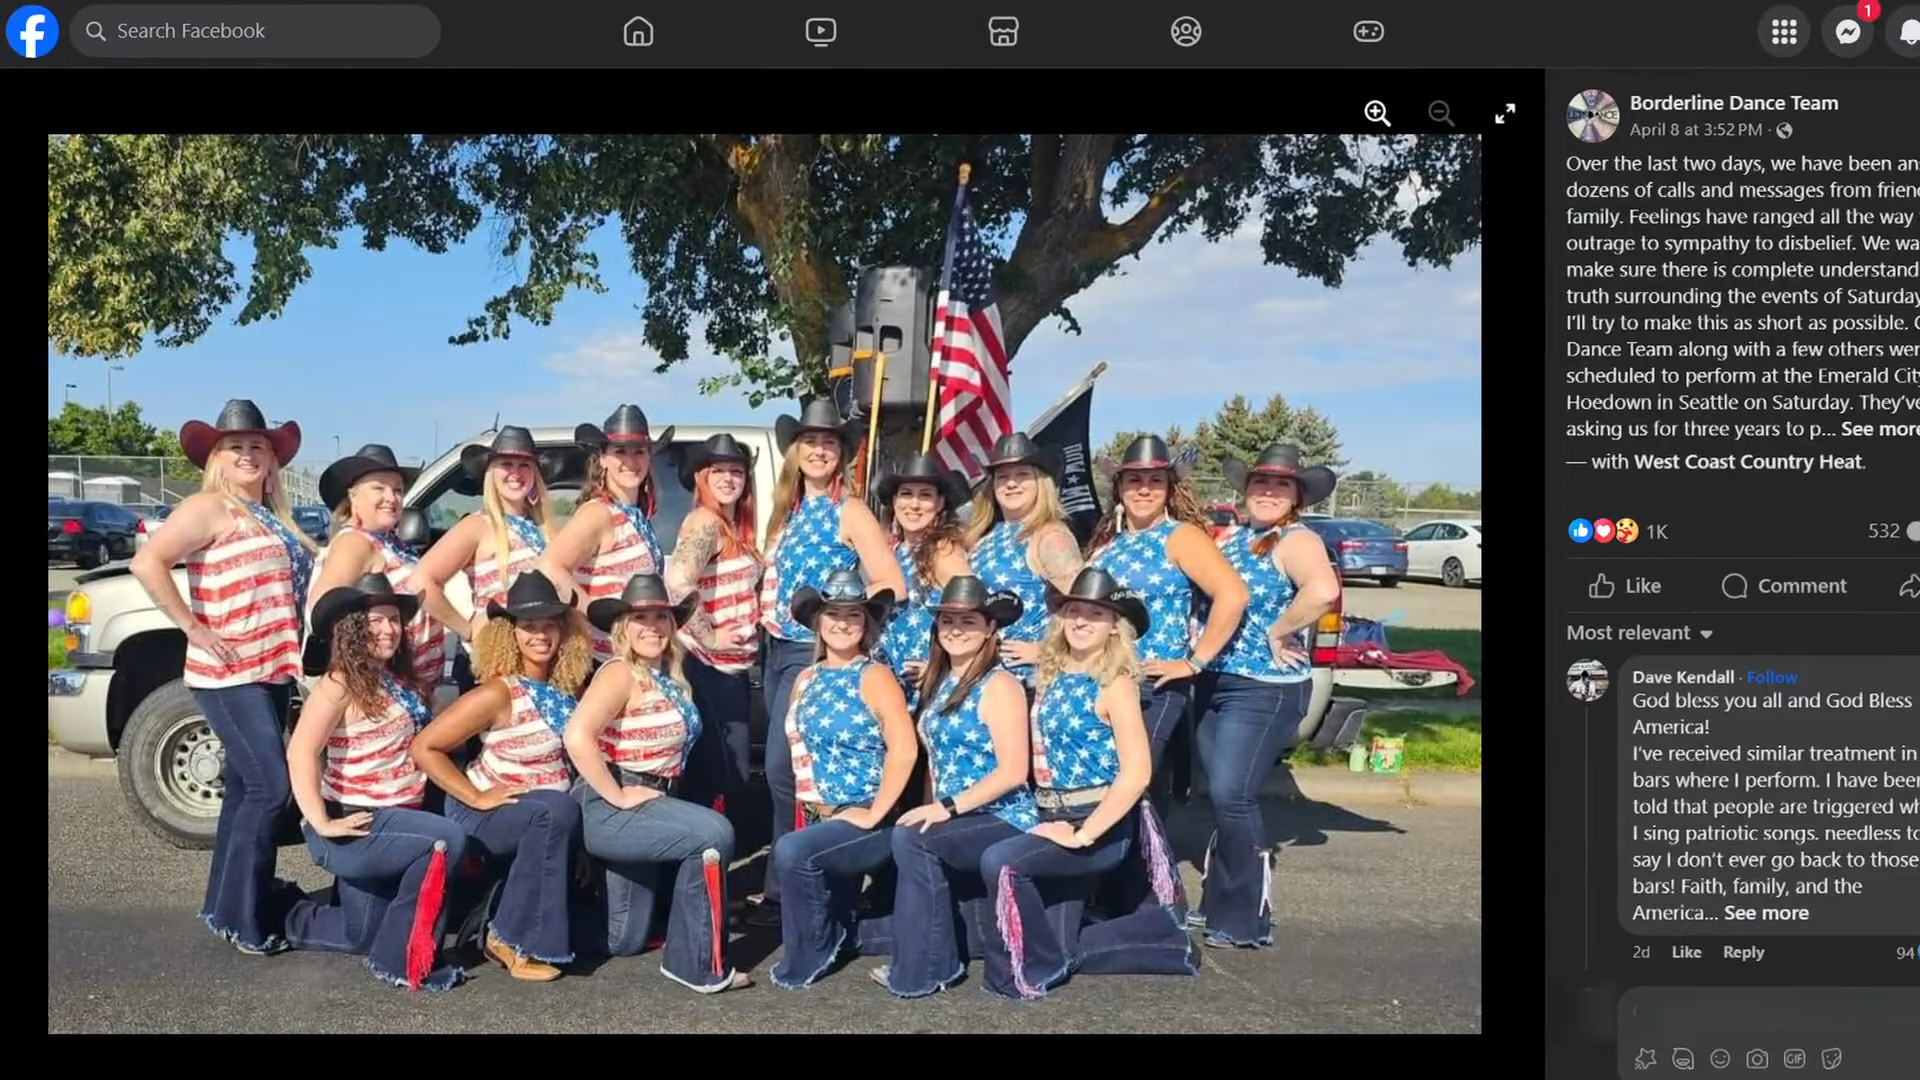 Search Facebook
1
Borderline Dance Team
April 8 at 3:52 PM ·
Over the last two days, we have been
dozens of calls and messages from
family. Feelings have ranged all the way
outrage to sympathy to disbelief. We
make sure there is complete
truth surrounding the events of Saturday
I'll try to make this as short as possible.
Dance Team along with a few others
scheduled to perform at the Emerald City
Hoedown in Seattle on Saturday. They've
asking us for three years to p... See more
— with West Coast Country Heat.
1K
532
Like
Comment
Most relevant
Dave Kendall · Follow
God bless you all and God Bless
America!
I've received similar treatment in
bars where I perform. I have been
told that people are triggered
I sing patriotic songs. needless to
say I don't ever go back to those
bars! Faith, family, and the
America... See more
2d Like Reply
94
GIF